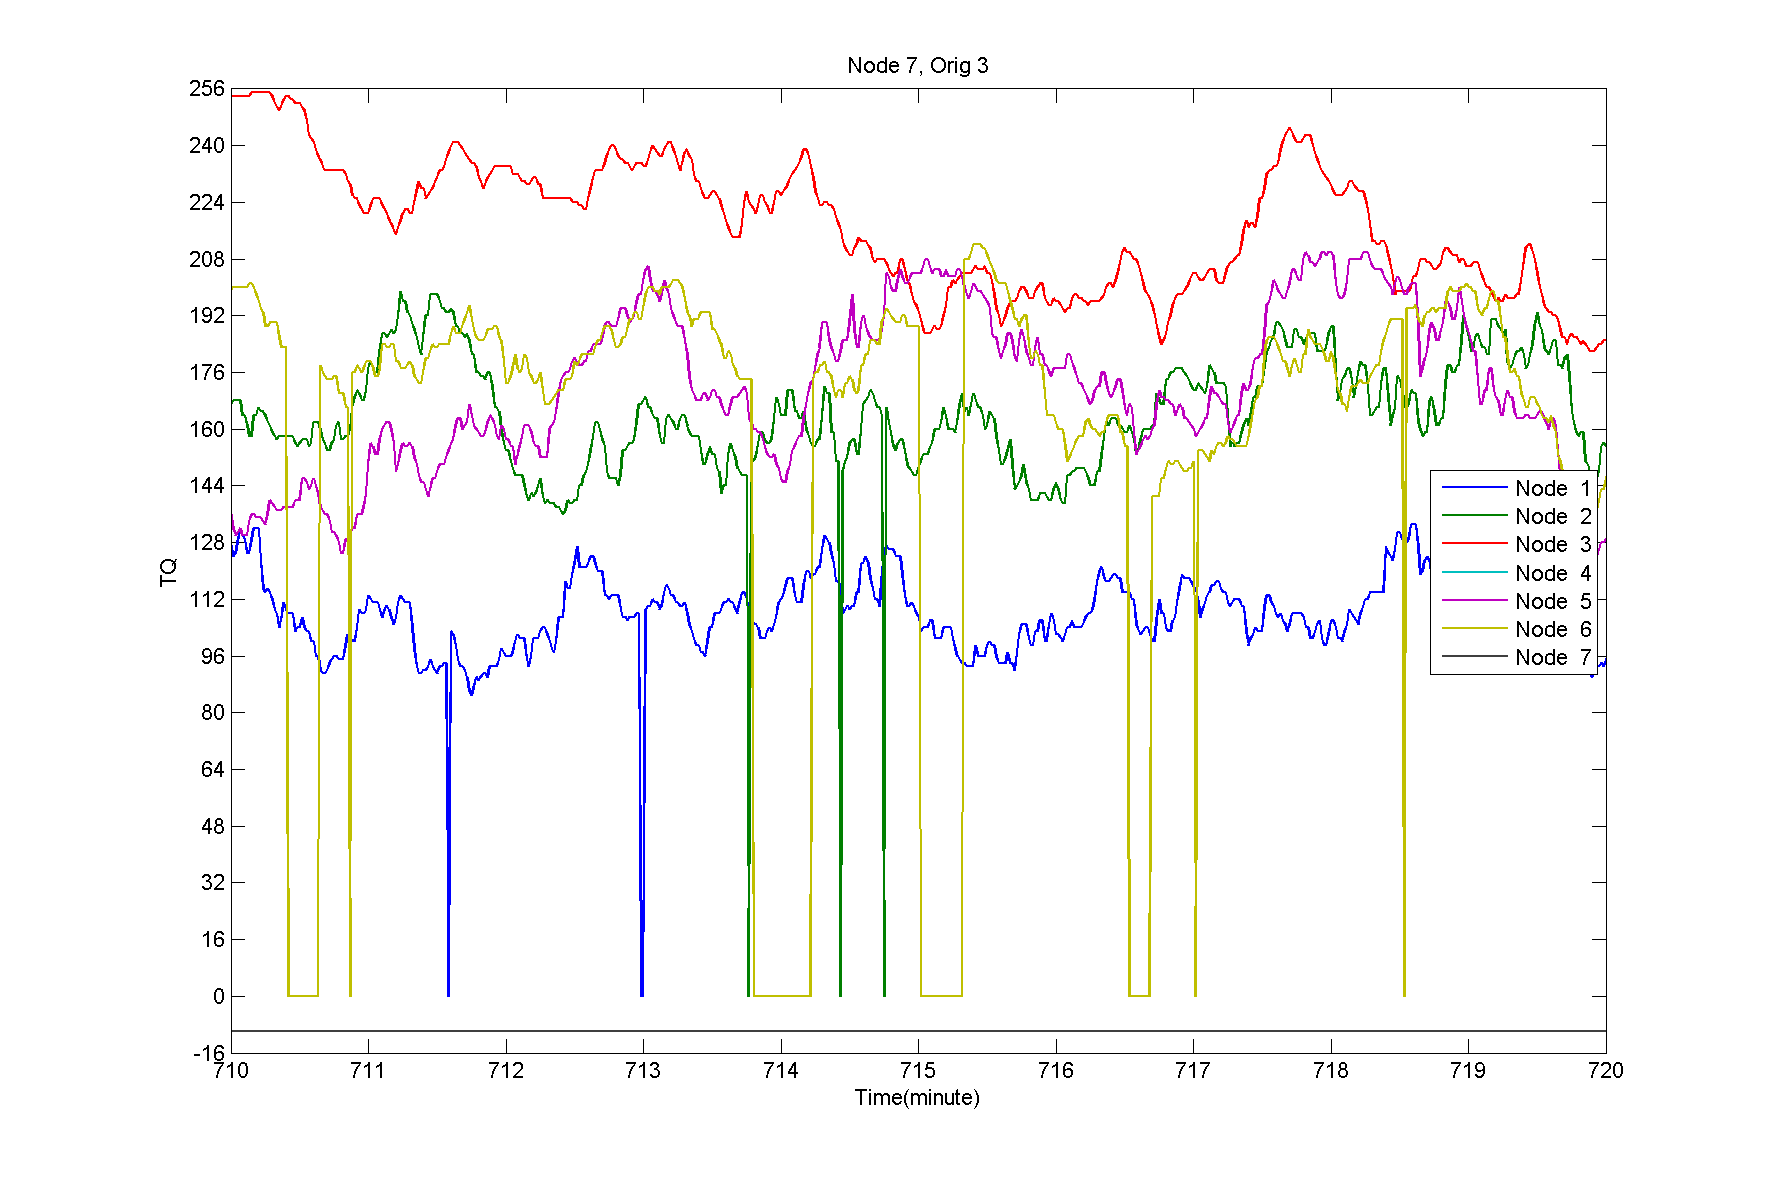 Node 7, Orig 3
256
240
224
208
192
176
160
144
128
112
96
80
64
48
32
16
0
-16
TQ
Node 1
Node 2
Node 3
Node 4
Node 5
Node 6
Node 7
710 711 712 713 714 715 716 717 718 719 720
Time(minute)